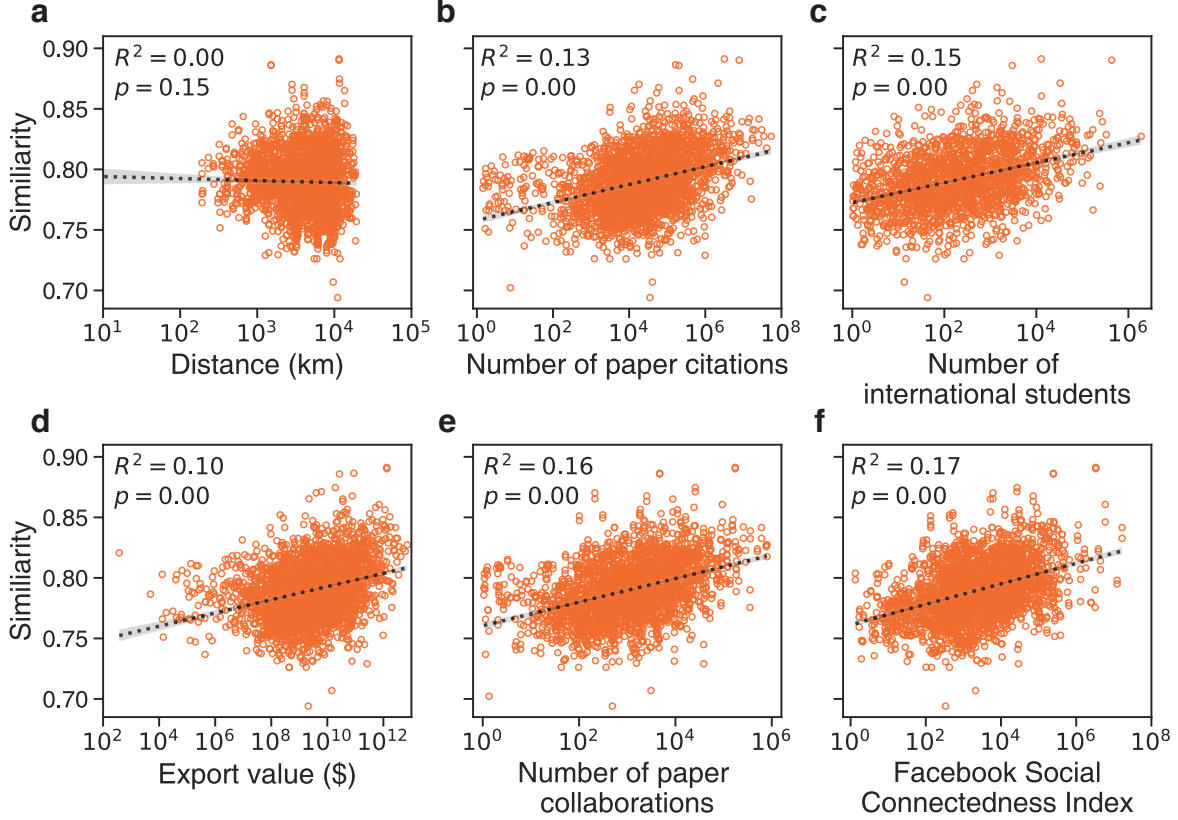 a
R² = 0.00
p = 0.15
0.90
0.85
0.80
0.75
0.70
Similiarity
10¹ 10² 10³ 10⁴ 10⁵
Distance (km)
b
R² = 0.13
p = 0.00
10⁰ 10² 10⁴ 10⁶ 10⁸
Number of paper citations
c
R² = 0.15
p = 0.00
10⁰ 10² 10⁴ 10⁶
Number of
international students
d
R² = 0.10
p = 0.00
0.90
0.85
0.80
0.75
0.70
Similiarity
10² 10⁴ 10⁶ 10⁸ 10¹⁰ 10¹²
Export value ($)
e
R² = 0.16
p = 0.00
10⁰ 10² 10⁴ 10⁶
Number of paper
collaborations
f
R² = 0.17
p = 0.00
10⁰ 10² 10⁴ 10⁶ 10⁸
Facebook Social
Connectedness Index